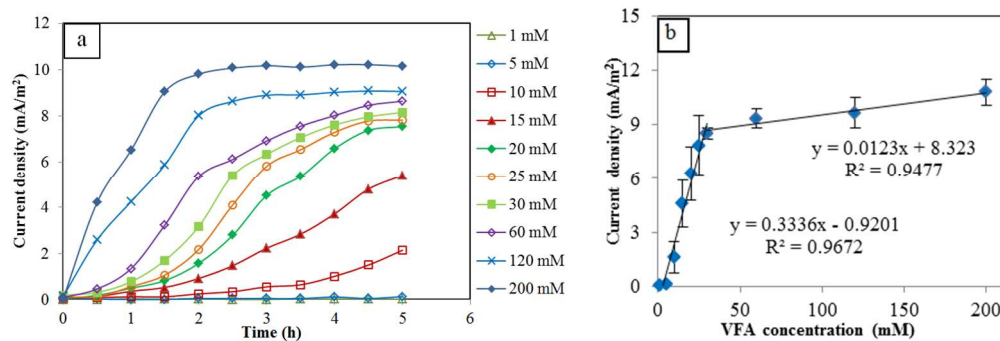 a
Current density (mA/m²)
12
10
8
6
4
2
0
0 1 2 3 4 5 6
Time (h)
1 mM
5 mM
10 mM
15 mM
20 mM
25 mM
30 mM
60 mM
120 mM
200 mM
b
Current density (mA/m²)
15
12
9
6
3
0
y = 0.0123x + 8.323
R² = 0.9477
y = 0.3336x - 0.9201
R² = 0.9672
0 50 100 150 200
VFA concentration (mM)